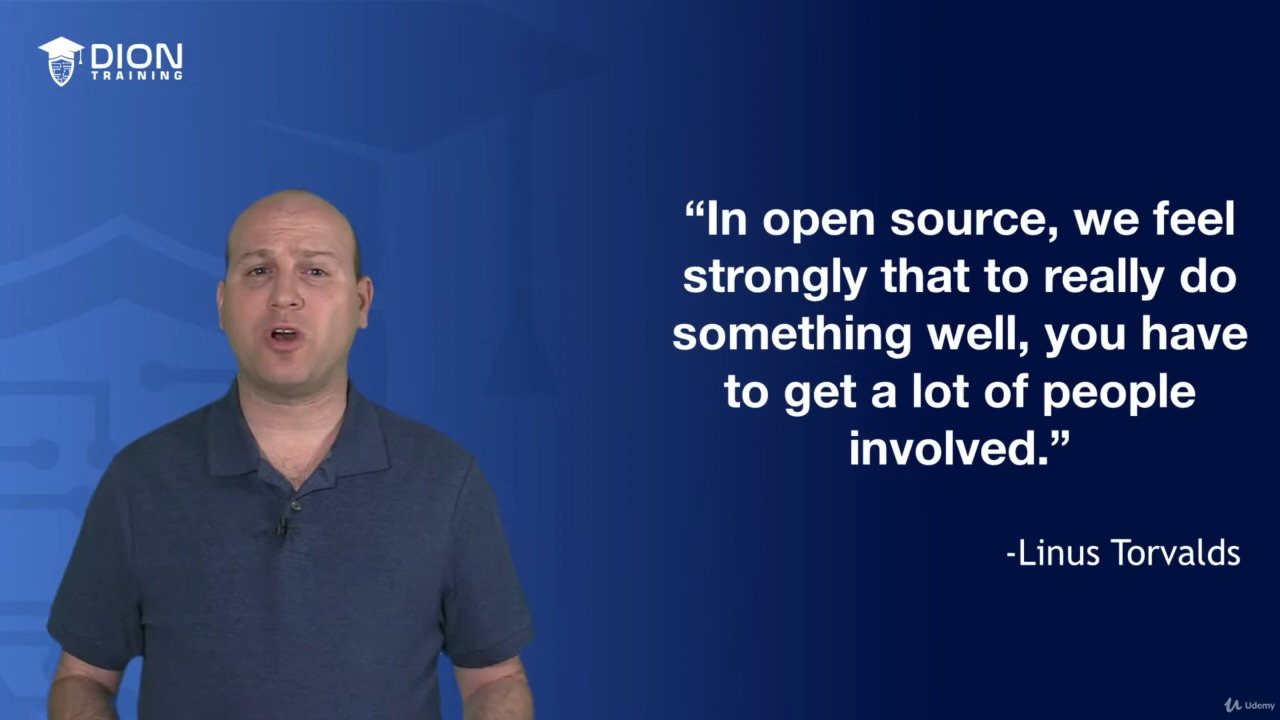 DION
TRAINING
“In open source, we feel
strongly that to really do
something well, you have
to get a lot of people
involved.”
-Linus Torvalds
Udemy